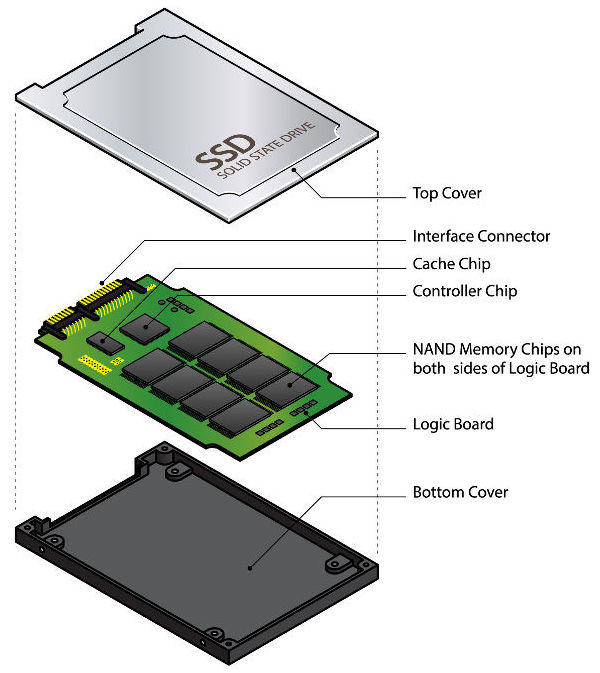 SSD
SOLID STATE DRIVE
Top Cover
Interface Connector
Cache Chip
Controller Chip
NAND Memory Chips on
both sides of Logic Board
Logic Board
Bottom Cover